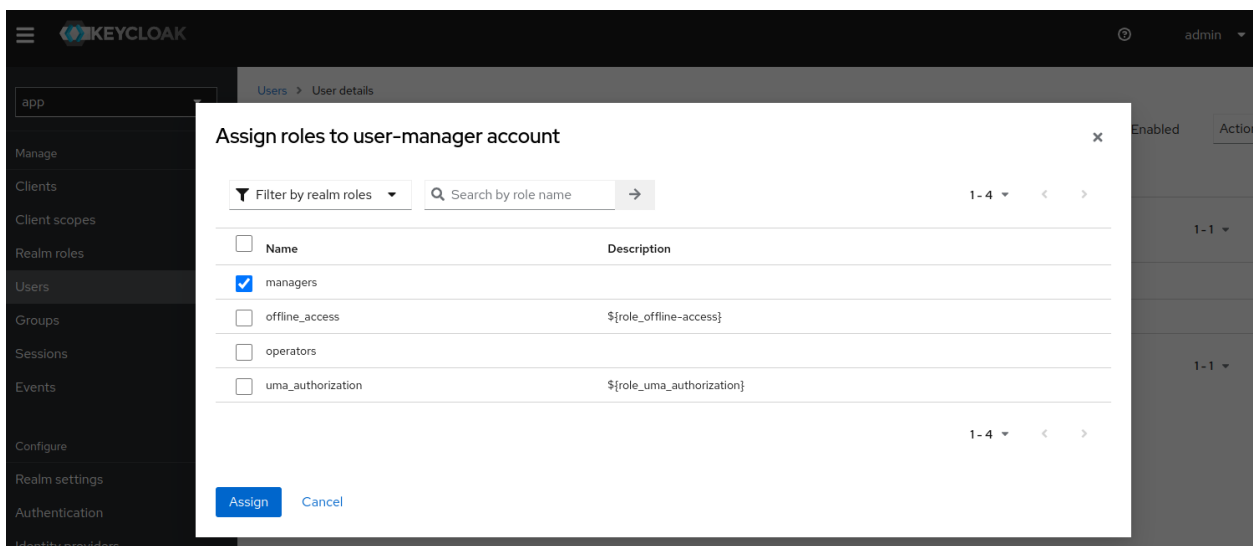 KEYCLOAK
admin
app
Users > User details
Enabled
Manage
Clients
Client scopes
Realm roles
Users
Groups
Sessions
Events
Configure
Realm settings
Authentication
Identity providers
Assign roles to user-manager account
Filter by realm roles
Search by role name
1 - 4
Name Description
managers
offline_access ${role_offline-access}
operators
uma_authorization ${role_uma_authorization}
1 - 4
Assign Cancel
1 - 1
1 - 1